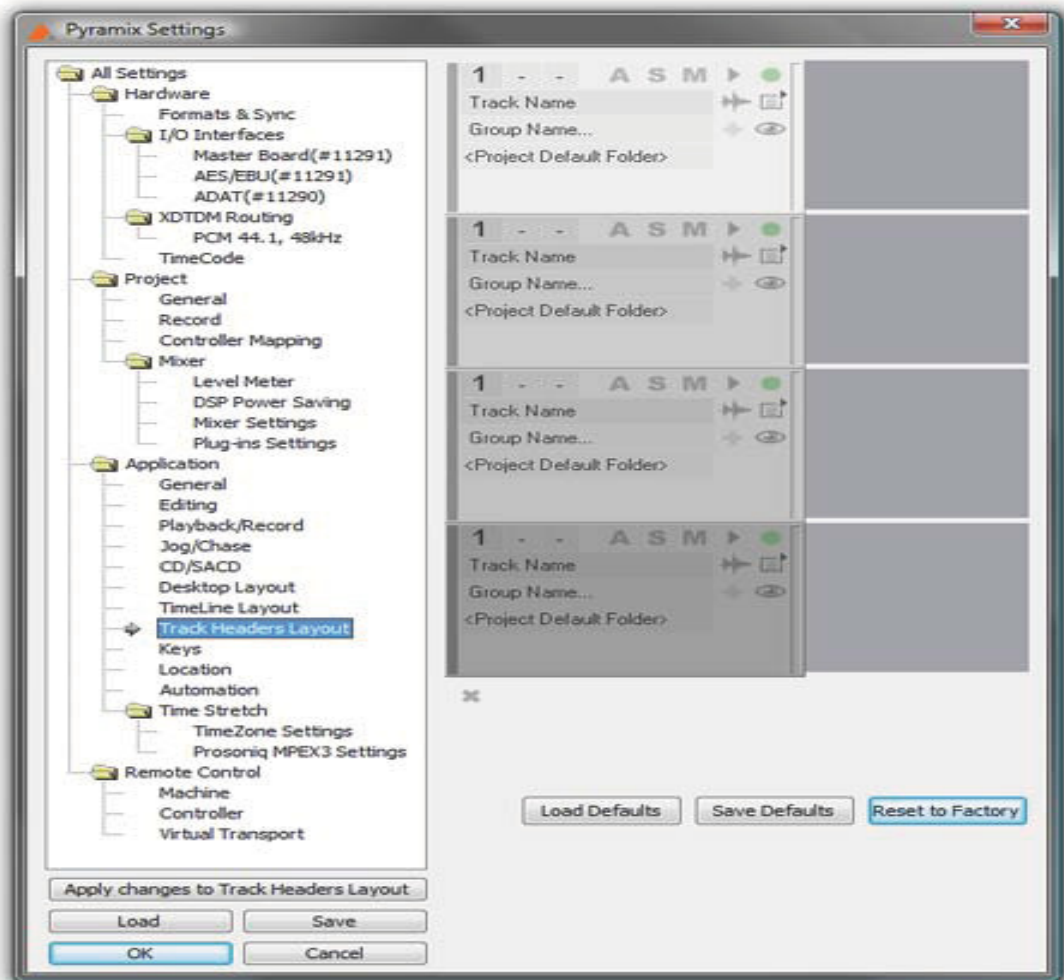 Pyramix Settings
All Settings
Hardware
Formats & Sync
I/O Interfaces
Master Board(#11291)
AES/EBU(#11291)
ADAT(#11290)
XDTDM Routing
PCM 44.1, 48kHz
TimeCode
Project
General
Record
Controller Mapping
Mixer
Level Meter
DSP Power Saving
Mixer Settings
Plug-ins Settings
Application
General
Editing
Playback/Record
Jog/Chase
CD/SACD
Desktop Layout
TimeLine Layout
Track Headers Layout
Keys
Location
Automation
Time Stretch
TimeZone Settings
Prosoniq MPEX3 Settings
Remote Control
Machine
Controller
Virtual Transport
Apply changes to Track Headers Layout
Load Save
OK Cancel
1 - - A S M
Track Name
Group Name...
<Project Default Folder>
1 - - A S M
Track Name
Group Name...
<Project Default Folder>
1 - - A S M
Track Name
Group Name...
<Project Default Folder>
1 - - A S M
Track Name
Group Name...
<Project Default Folder>
Load Defaults Save Defaults Reset to Factory